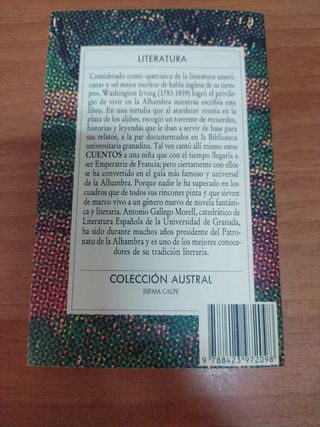 LITERATURA
Considerado como «patriarca de la literatura ameri-
cana» y «el mejor escritor de habla inglesa de su tiem-
po», Washington Irving (1783-1859) logró el privile-
gio de vivir en la Alhambra mientras escribía este
libro. En una tertulia que al atardecer reunía en la
plaza de los aljibes, recogió un torrente de recuerdos,
historias y leyendas que le iban a servir de base para
sus relatos, a la par documentados en la Biblioteca
universitaria granadina. Tal vez cantó allí mismo estos
CUENTOS a una niña que con el tiempo llegaría a
ser Emperatriz de Francia; pero ciertamente con ellos
se ha convertido en el guía más famoso y universal
de la Alhambra. Porque nadie le ha superado en los
cuadros que de todos sus rincones pinta y que sirven
de marco vivo a un género nuevo de novela fantásti-
ca y literaria. Antonio Gallego Morell, catedrático de
Literatura Española de la Universidad de Granada,
ha sido durante muchos años presidente del Patro-
nato de la Alhambra y es uno de los mejores conoce-
dores de su tradición literaria.
COLECCIÓN AUSTRAL
ESPASA CALPE
9 788423 972098